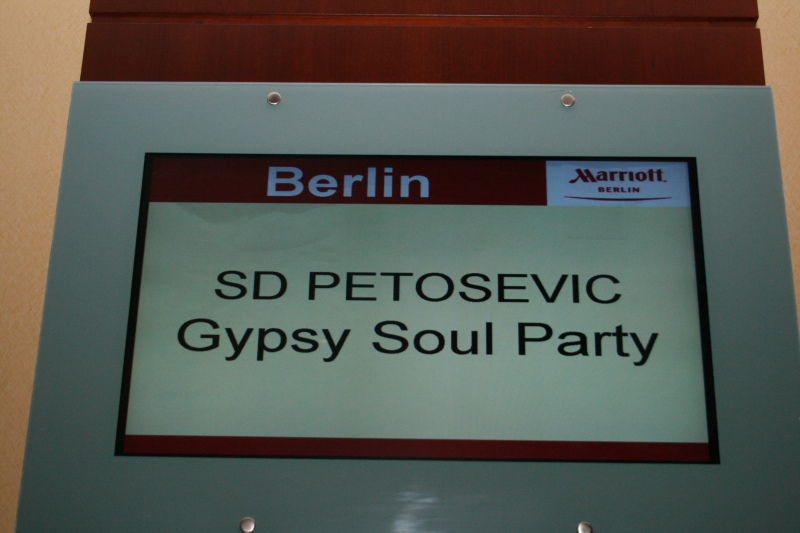 Berlin
Marriott
BERLIN
SD PETOSEVIC
Gypsy Soul Party